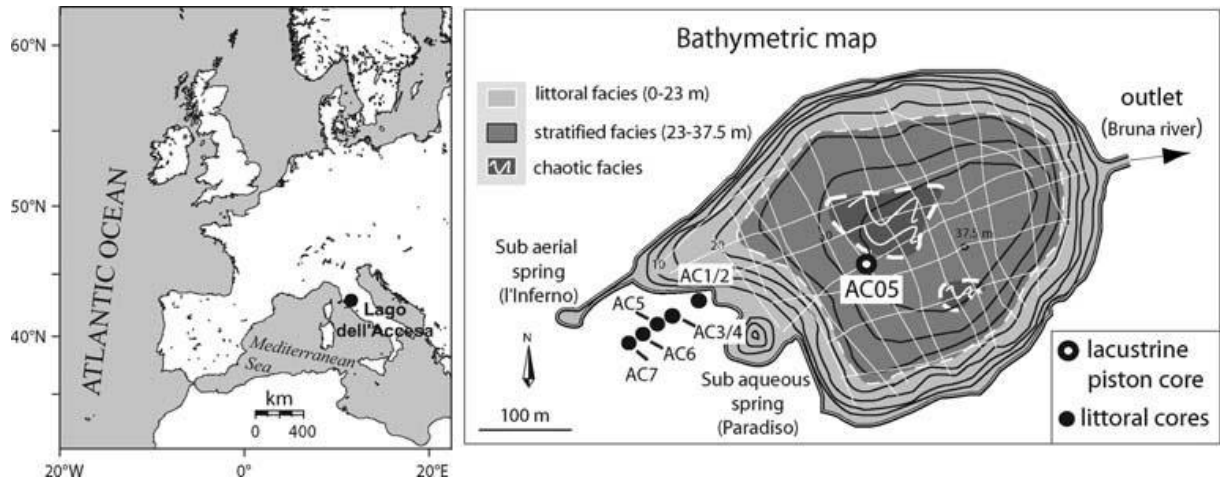 60°N
50°N
40°N
20°W
0°
20°E
ATLANTIC OCEAN
Lago
dell'Accesa
Mediterranean
Sea
km
0 400
Bathymetric map
littoral facies (0-23 m)
stratified facies (23-37.5 m)
chaotic facies
outlet
(Bruna river)
Sub aerial
spring
(l'Inferno)
10
20
37.5 m
AC1/2
AC05
AC5
AC3/4
AC6
AC7
N
100 m
Sub aqueous
spring
(Paradiso)
lacustrine
piston core
littoral cores